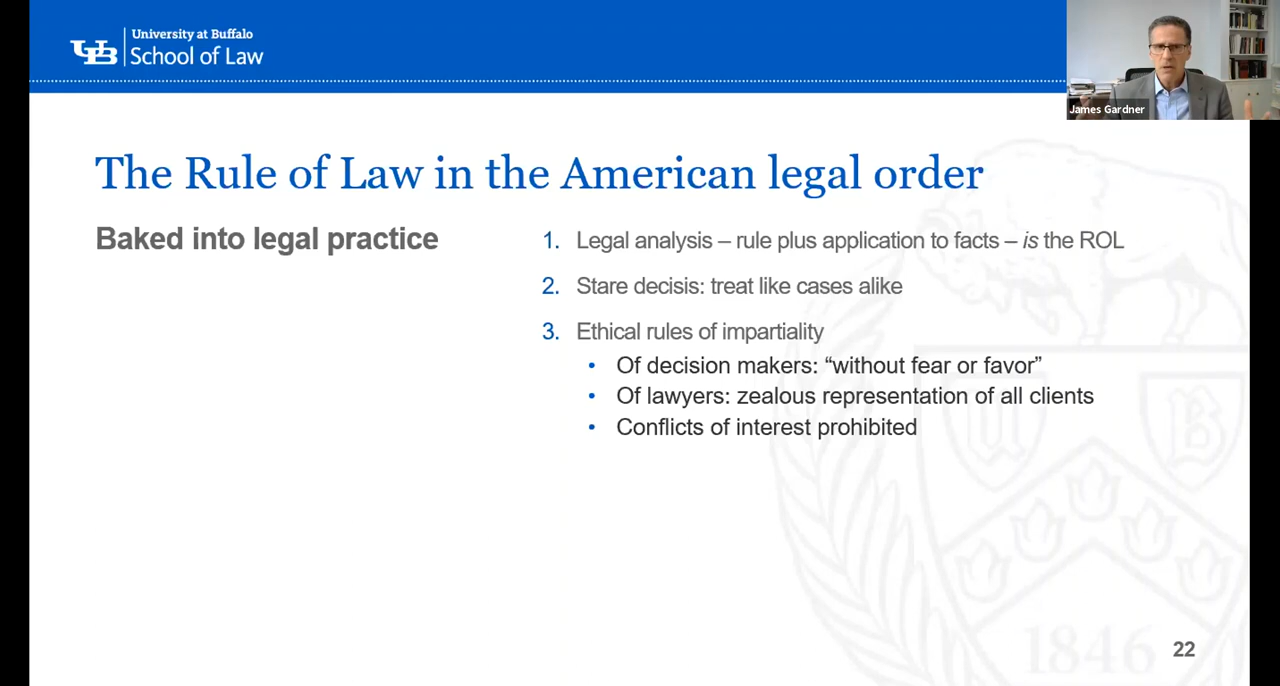 University at Buffalo
UB School of Law
James Gardner
The Rule of Law in the American legal order
Baked into legal practice
1. Legal analysis – rule plus application to facts – is the ROL
2. Stare decisis: treat like cases alike
3. Ethical rules of impartiality
• Of decision makers: “without fear or favor”
• Of lawyers: zealous representation of all clients
• Conflicts of interest prohibited
U B
1846
22